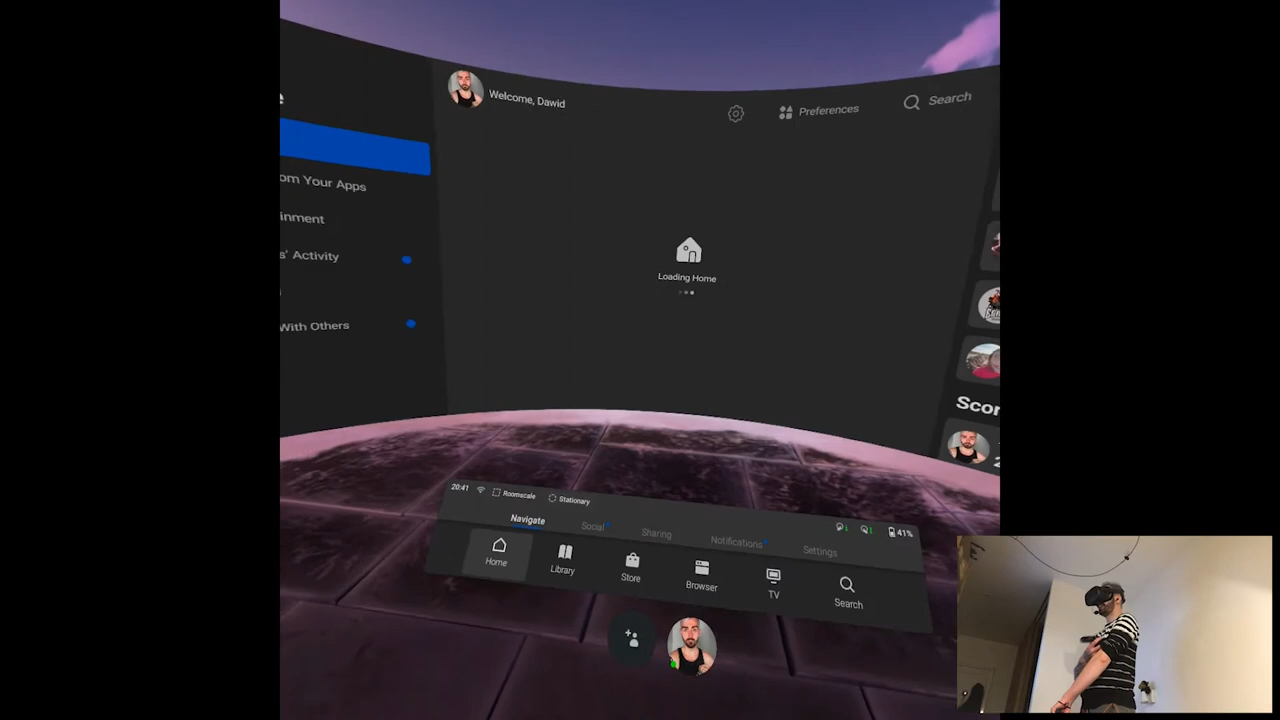 Welcome, Dawid
Preferences
Search
om Your Apps
inment
s' Activity
With Others
Loading Home
Scor
20:41
Roomscale
Stationary
41%
Navigate
Social
Sharing
Notifications
Settings
Home
Library
Store
Browser
TV
Search